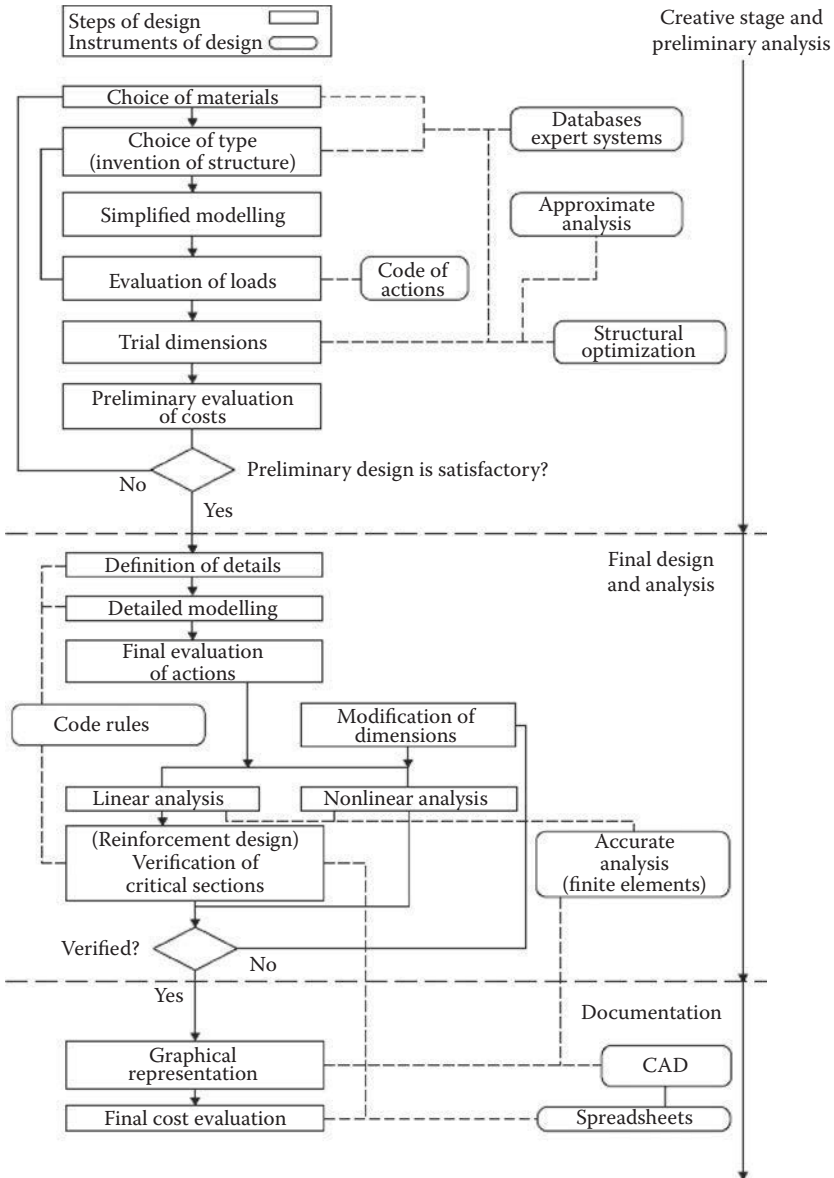 Steps of design
Instruments of design
Creative stage and
preliminary analysis
Choice of materials
Databases
expert systems
Choice of type
(invention of structure)
Simplified modelling
Approximate
analysis
Evaluation of loads
Code of
actions
Trial dimensions
Structural
optimization
Preliminary evaluation
of costs
Preliminary design is satisfactory?
No
Yes
Definition of details
Final design
and analysis
Detailed modelling
Final evaluation
of actions
Code rules
Modification of
dimensions
Linear analysis
Nonlinear analysis
(Reinforcement design)
Verification of
critical sections
Accurate
analysis
(finite elements)
Verified?
No
Yes
Documentation
Graphical
representation
CAD
Final cost evaluation
Spreadsheets